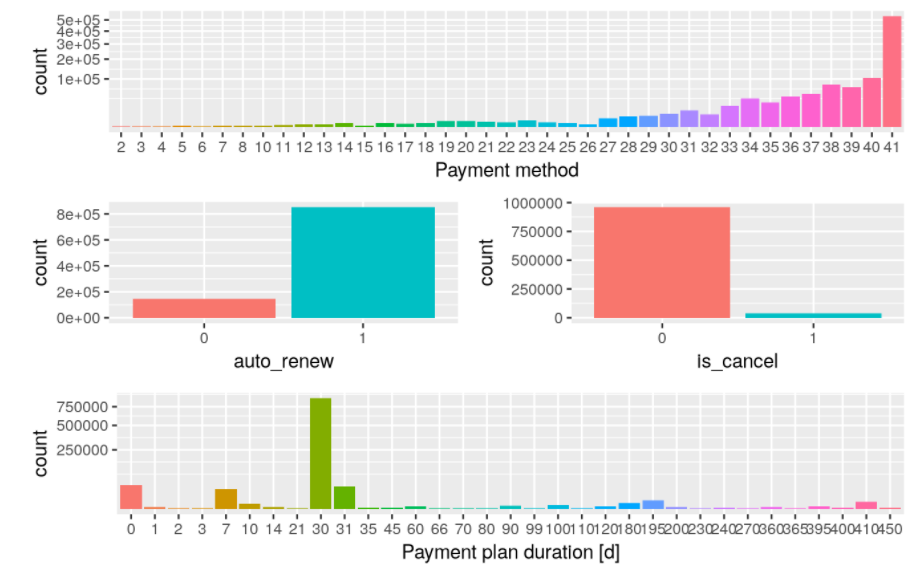 5e+05
4e+05
3e+05
2e+05
1e+05
count
2 3 4 5 6 7 8 10 11 12 13 14 15 16 17 18 19 20 21 22 23 24 25 26 27 28 29 30 31 32 33 34 35 36 37 38 39 40 41
Payment method
8e+05
6e+05
4e+05
2e+05
0e+00
count
0 1
auto_renew
1000000
750000
500000
250000
0
count
0 1
is_cancel
750000
500000
250000
count
0 1 2 3 7 10 14 21 30 31 35 45 60 66 70 80 90 99 100 110 120 180 195 200 230 240 270 360 365 395 400 410 450
Payment plan duration [d]